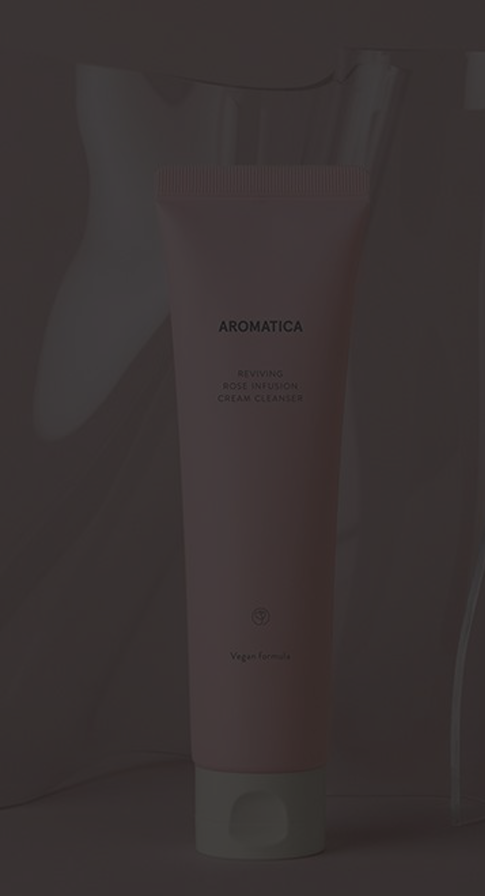 AROMATICA
REVIVING
ROSE INFUSION
CREAM CLEANSER
Vegan formula